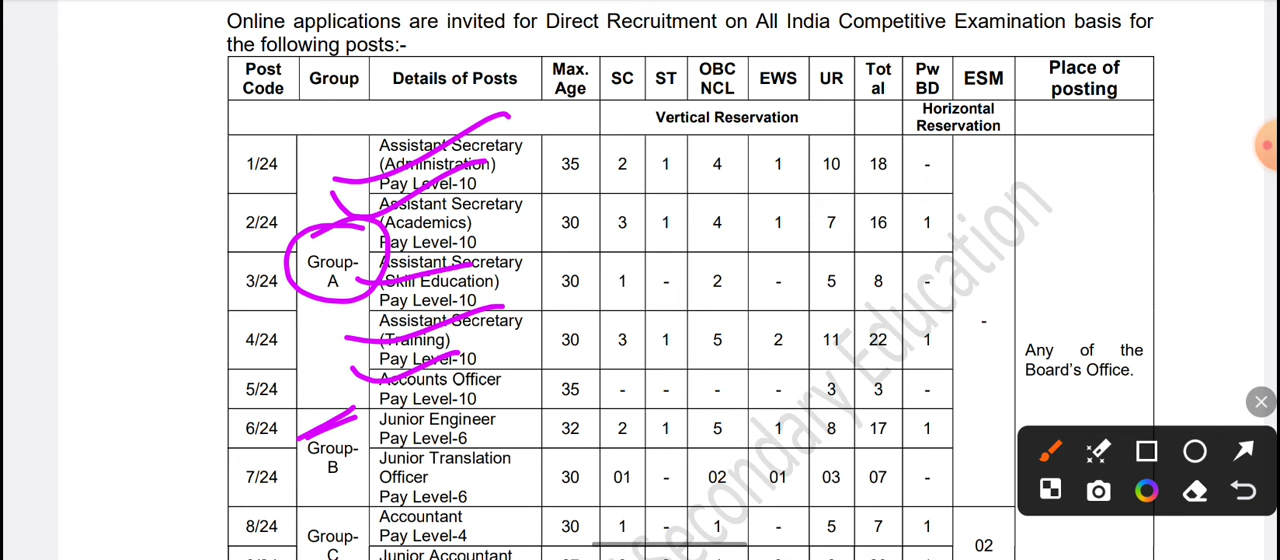 Online applications are invited for Direct Recruitment on All India Competitive Examination basis for
the following posts:-
Post Code Group Details of Posts Max. Age SC ST OBC NCL EWS UR Tot al Pw BD ESM Place of posting
Vertical Reservation Horizontal Reservation
1/24 Assistant Secretary (Administration) Pay Level-10 35 2 1 4 1 10 18 -
2/24 Assistant Secretary (Academics) Pay Level-10 30 3 1 4 1 7 16 1
Group-A
3/24 Assistant Secretary (Skill Education) Pay Level-10 30 1 - 2 - 5 8 -
4/24 Assistant Secretary (Training) Pay Level-10 30 3 1 5 2 11 22 1
-
Any of the Board's Office.
5/24 Accounts Officer Pay Level-10 35 - - - - 3 3 -
6/24 Junior Engineer Pay Level-6 32 2 1 5 1 8 17 1
Group-B
7/24 Junior Translation Officer Pay Level-6 30 01 - 02 01 03 07 -
8/24 Group-C Accountant Pay Level-4 30 1 - 1 - 5 7 1
Junior Accountant
02
Secondary Education